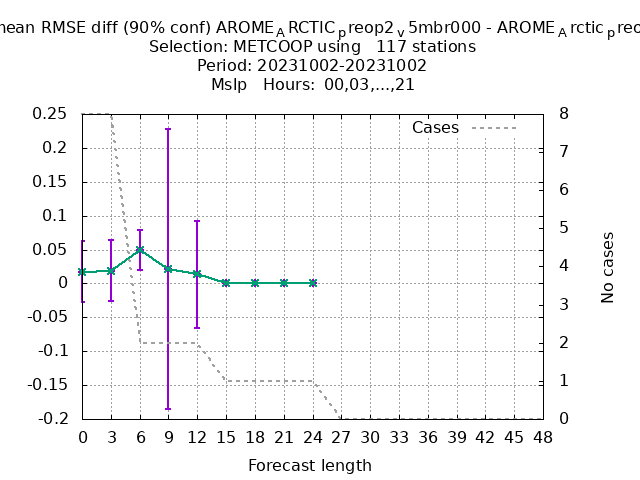 mean RMSE diff (90% conf) AROME_ARCTIC_preop2_v5mbr000 - AROME_Arctic_preo
Selection: METCOOP using 117 stations
Period: 20231002-20231002
Mslp Hours: 00,03,...,21
Cases
0.25
0.2
0.15
0.1
0.05
0
-0.05
-0.1
-0.15
-0.2
8
7
6
5
4
3
2
1
0
No cases
0 3 6 9 12 15 18 21 24 27 30 33 36 39 42 45 48
Forecast length